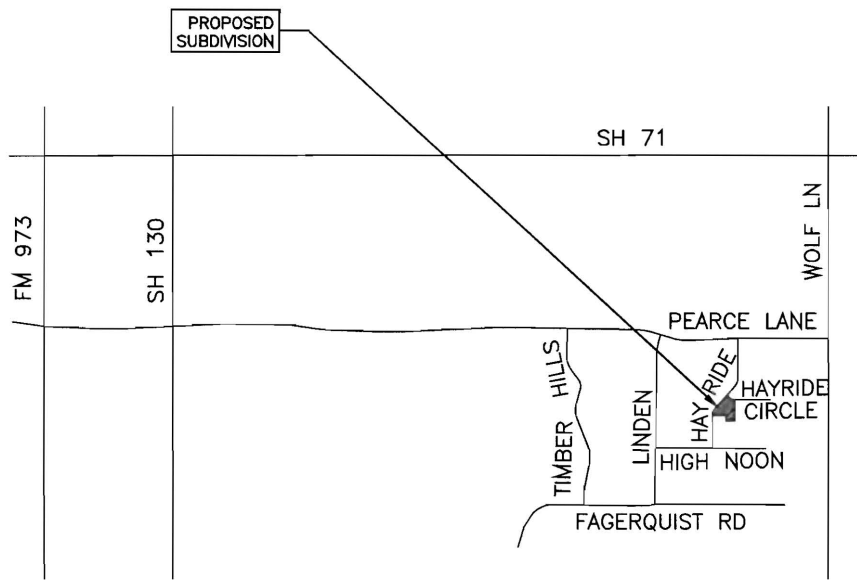 PROPOSED
SUBDIVISION
SH 71
FM 973
SH 130
WOLF LN
PEARCE LANE
TIMBER HILLS
LINDEN
HAY RIDE
HAYRIDE
CIRCLE
HIGH NOON
FAGERQUIST RD